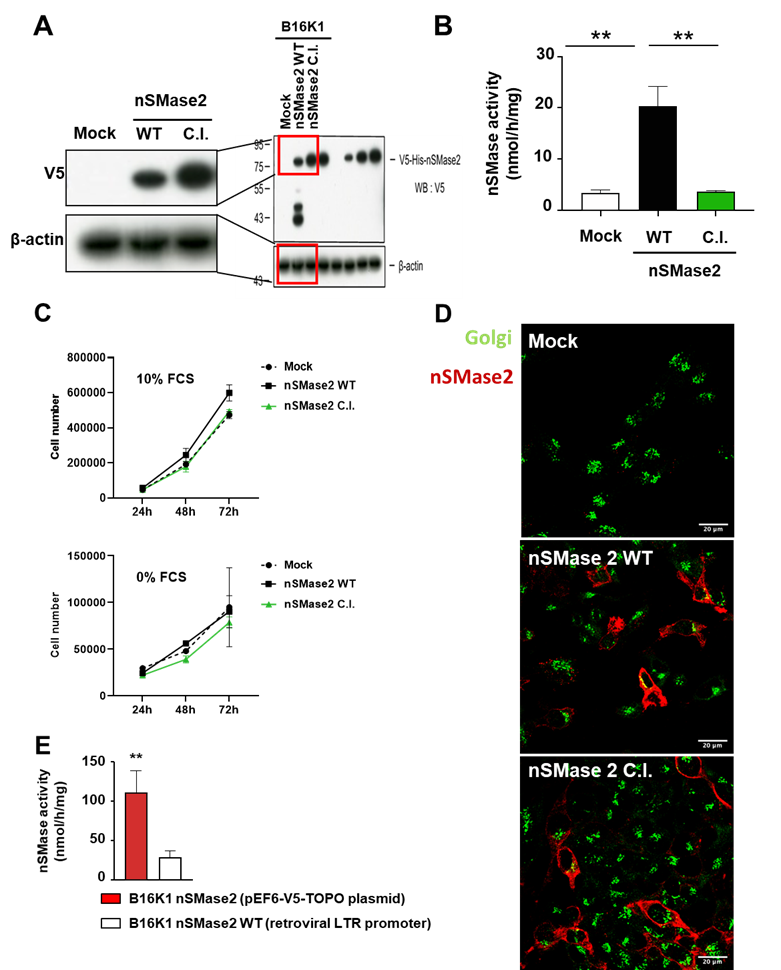 A
nSMase2
Mock
WT
C.I.
V5
β-actin
B16K1
Mock
nSMase2 WT
nSMase2 C.I.
95
75
55
43
43
V5-His-nSMase2
WB : V5
β-actin
B
**
**
nSMase activity
(nmol/h/mg)
30
20
10
0
Mock
WT
C.I.
nSMase2
C
Cell number
800000
600000
400000
200000
0
10% FCS
Mock
nSMase2 WT
nSMase2 C.I.
24h
48h
72h
Cell number
150000
100000
50000
0
0% FCS
Mock
nSMase2 WT
nSMase2 C.I.
24h
48h
72h
D
Golgi
nSMase2
Mock
20 µm
nSMase 2 WT
20 µm
nSMase 2 C.I.
20 µm
E
nSMase activity
(nmol/h/mg)
150
100
50
0
**
B16K1 nSMase2 (pEF6-V5-TOPO plasmid)
B16K1 nSMase2 WT (retroviral LTR promoter)